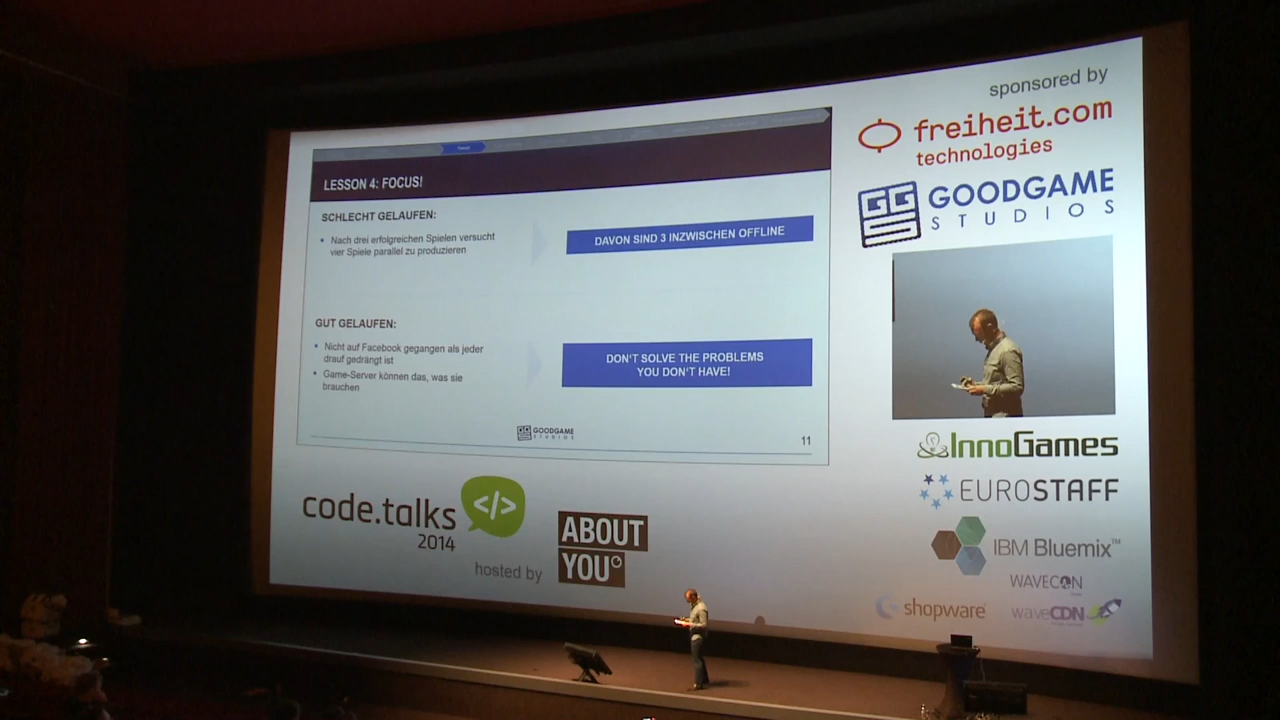 sponsored by
freiheit.com
technologies
GOODGAME
STUDIOS
LESSON 4: FOCUS!
SCHLECHT GELAUFEN:
• Nach drei erfolgreichen Spielen versucht
vier Spiele parallel zu produzieren
DAVON SIND 3 INZWISCHEN OFFLINE
GUT GELAUFEN:
• Nicht auf Facebook gegangen als jeder
drauf gedrängt ist
• Game-Server können das, was sie
brauchen
DON'T SOLVE THE PROBLEMS
YOU DON'T HAVE!
GOODGAME
STUDIOS
11
InnoGames
EUROSTAFF
IBM Bluemix™
WAVECON
shopware
waveCDN
code.talks </>
2014
hosted by
ABOUT
YOU